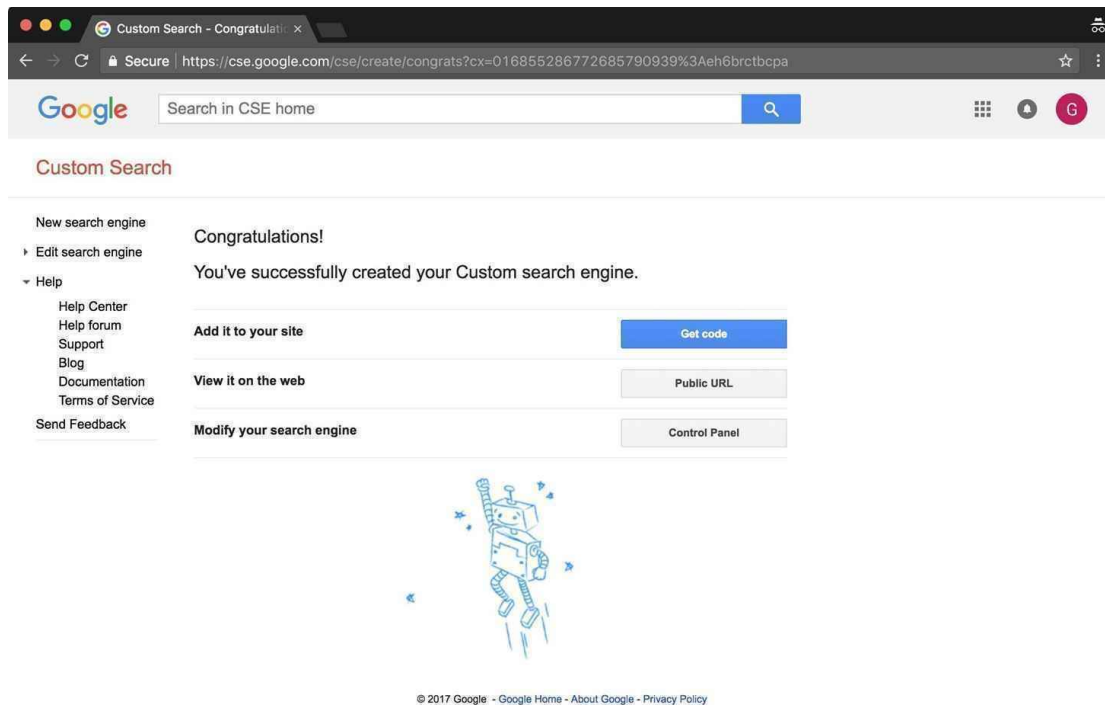 Custom Search - Congratulatic
Secure | https://cse.google.com/cse/create/congrats?cx=016855286772685790939%3Aeh6brctbcpa
Google Search in CSE home G
Custom Search
New search engine
Edit search engine
Help
Help Center
Help forum
Support
Blog
Documentation
Terms of Service
Send Feedback
Congratulations!
You've successfully created your Custom search engine.
Add it to your site Get code
View it on the web Public URL
Modify your search engine Control Panel
© 2017 Google - Google Home - About Google - Privacy Policy